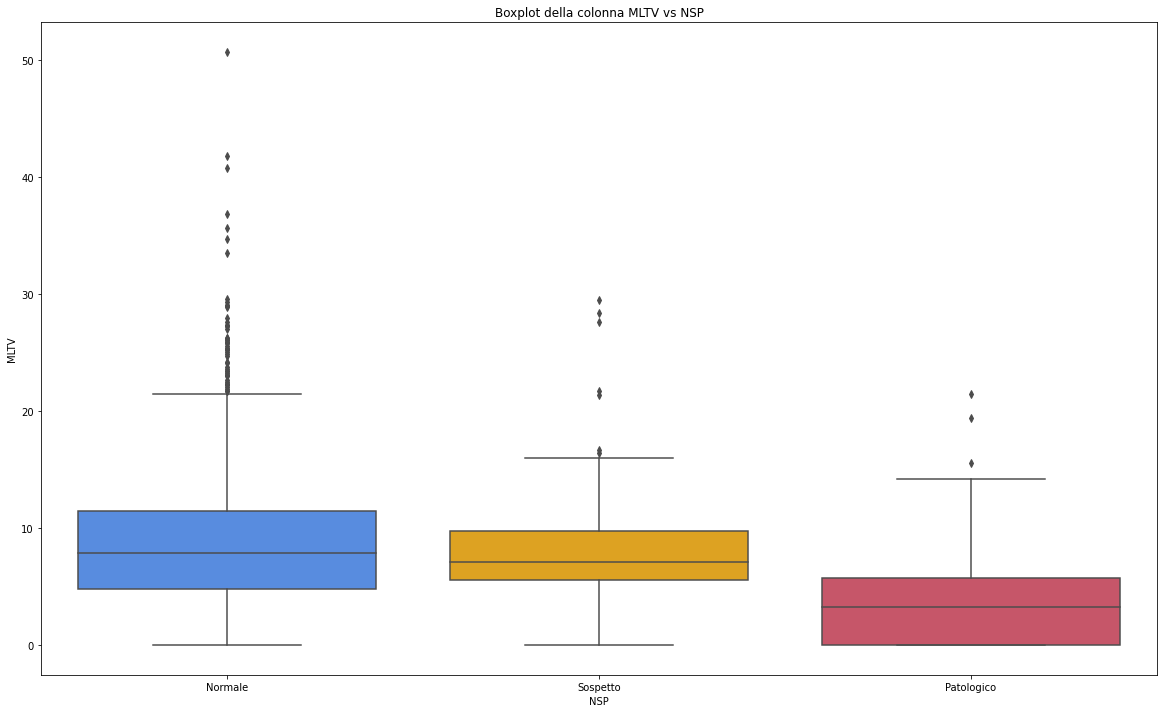 Boxplot della colonna MLTV vs NSP
50
40
30
20
10
0
MLTV
Normale
Sospetto
Patologico
NSP